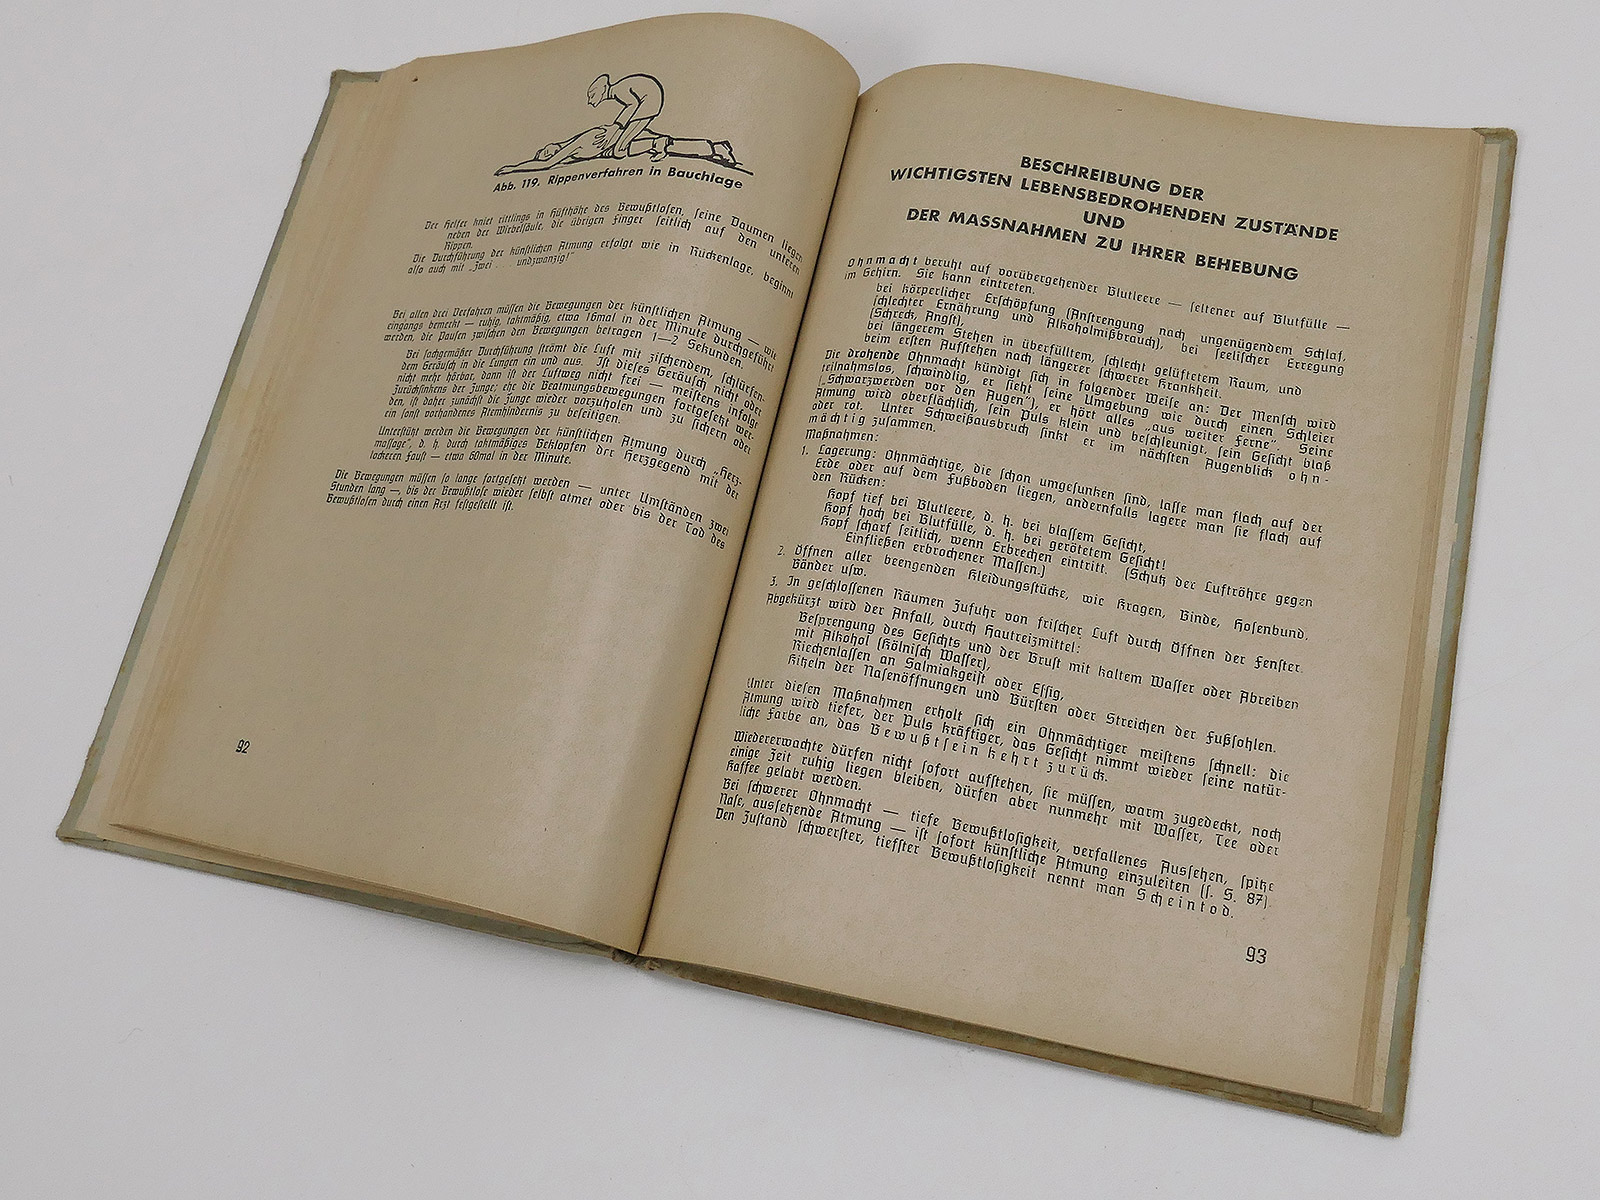 Abb. 119. Rippenverfahren in Bauchlage
Der Helfer kniet rittlings in Hüfthöhe des Bewußtlosen, seine Daumen liegen
neben der Wirbelsäule, die übrigen Finger seitlich auf den unteren
Rippen.
Die Durchführung der künstlichen Atmung erfolgt wie in Rückenlage, beginnt
also auch mit „Zwei . . . undzwanzig!"
Bei allen drei Verfahren müssen die Bewegungen der künstlichen Atmung — wie
eingangs bemerkt — ruhig, taktmäßig, etwa 16mal in der Minute durchgeführt
werden, die Pausen zwischen den Bewegungen betragen 1—2 Sekunden.
Bei sachgemäßer Durchführung strömt die Luft mit zischendem, schlürfen-
dem Geräusch in die Lungen ein und aus. Ist dieses Geräusch nicht oder
nicht mehr hörbar, dann ist der Luftweg nicht frei — meistens infolge
Zurücksinkens der Zunge; ehe die Beatmungsbewegungen fortgesetzt wer-
den, ist daher zunächst die Zunge wieder vorzuholen und zu sichern oder
ein sonst vorhandenes Atemhindernis zu beseitigen.
Unterstützt werden die Bewegungen der künstlichen Atmung durch „Herz-
massage", d. h. durch taktmäßiges Beklopfen der Herzgegend mit der
lockeren Faust — etwa 60mal in der Minute.
Die Bewegungen müssen so lange fortgesetzt werden — unter Umständen zwei
Stunden lang —, bis der Bewußtlose wieder selbst atmet oder bis der Tod des
Bewußtlosen durch einen Arzt festgestellt ist.
92
BESCHREIBUNG DER
WICHTIGSTEN LEBENSBEDROHENDEN ZUSTÄNDE
UND
DER MASSNAHMEN ZU IHRER BEHEBUNG
Ohnmacht beruht auf vorübergehender Blutleere — seltener auf Blutfülle —
im Gehirn. Sie kann eintreten:
bei körperlicher Erschöpfung (Anstrengung nach ungenügendem Schlaf,
schlechter Ernährung und Alkoholmißbrauch), bei seelischer Erregung
(Schreck, Angst),
bei längerem Stehen in überfülltem, schlecht gelüftetem Raum, und
beim ersten Aufstehen nach längerer schwerer Krankheit.
Die drohende Ohnmacht kündigt sich in folgender Weise an: Der Mensch wird
teilnahmslos, schwindlig, er sieht seine Umgebung wie durch einen Schleier
(„Schwarzwerden vor den Augen"), er hört alles „aus weiter Ferne". Seine
Atmung wird oberflächlich, sein Puls klein und beschleunigt, sein Gesicht blaß
oder rot. Unter Schweißausbruch sinkt er im nächsten Augenblick ohn-
mächtig zusammen.
Maßnahmen:
1. Lagerung: Ohnmächtige, die schon umgesunken sind, lasse man flach auf der
Erde oder auf dem Fußboden liegen, andernfalls lagere man sie flach auf
den Rücken:
Kopf tief bei Blutleere, d. h. bei blassem Gesicht,
Kopf hoch bei Blutfülle, d. h. bei gerötetem Gesicht!
Kopf scharf seitlich, wenn Erbrechen eintritt. (Schutz der Luftröhre gegen
Einfließen erbrochener Massen.)
2. Öffnen aller beengenden Kleidungsstücke, wie Kragen, Binde, Hosenbund,
Bänder usw.
3. In geschlossenen Räumen Zufuhr von frischer Luft durch Öffnen der Fenster.
Abgekürzt wird der Anfall, durch Hautreizmittel:
Besprengung des Gesichts und der Brust mit kaltem Wasser oder Abreiben
mit Alkohol (Kölnisch Wasser),
Riechenlassen an Salmiakgeist oder Essig,
Kitzeln der Nasenöffnungen und Bürsten oder Streichen der Fußsohlen.
Unter diesen Maßnahmen erholt sich ein Ohnmächtiger meistens schnell: die
Atmung wird tiefer, der Puls kräftiger, das Gesicht nimmt wieder seine natür-
liche Farbe an, das Bewußtsein kehrt zurück.
Wiedererwachte dürfen nicht sofort aufstehen, sie müssen, warm zugedeckt, noch
einige Zeit ruhig liegen bleiben, dürfen aber nunmehr mit Wasser, Tee oder
Kaffee gelabt werden.
Bei schwerer Ohnmacht — tiefe Bewußtlosigkeit, verfallenes Aussehen, spitze
Nase, aussetzende Atmung — ist sofort künstliche Atmung einzuleiten (s. S. 87).
Den Zustand schwerster, tiefster Bewußtlosigkeit nennt man Scheintod.
93